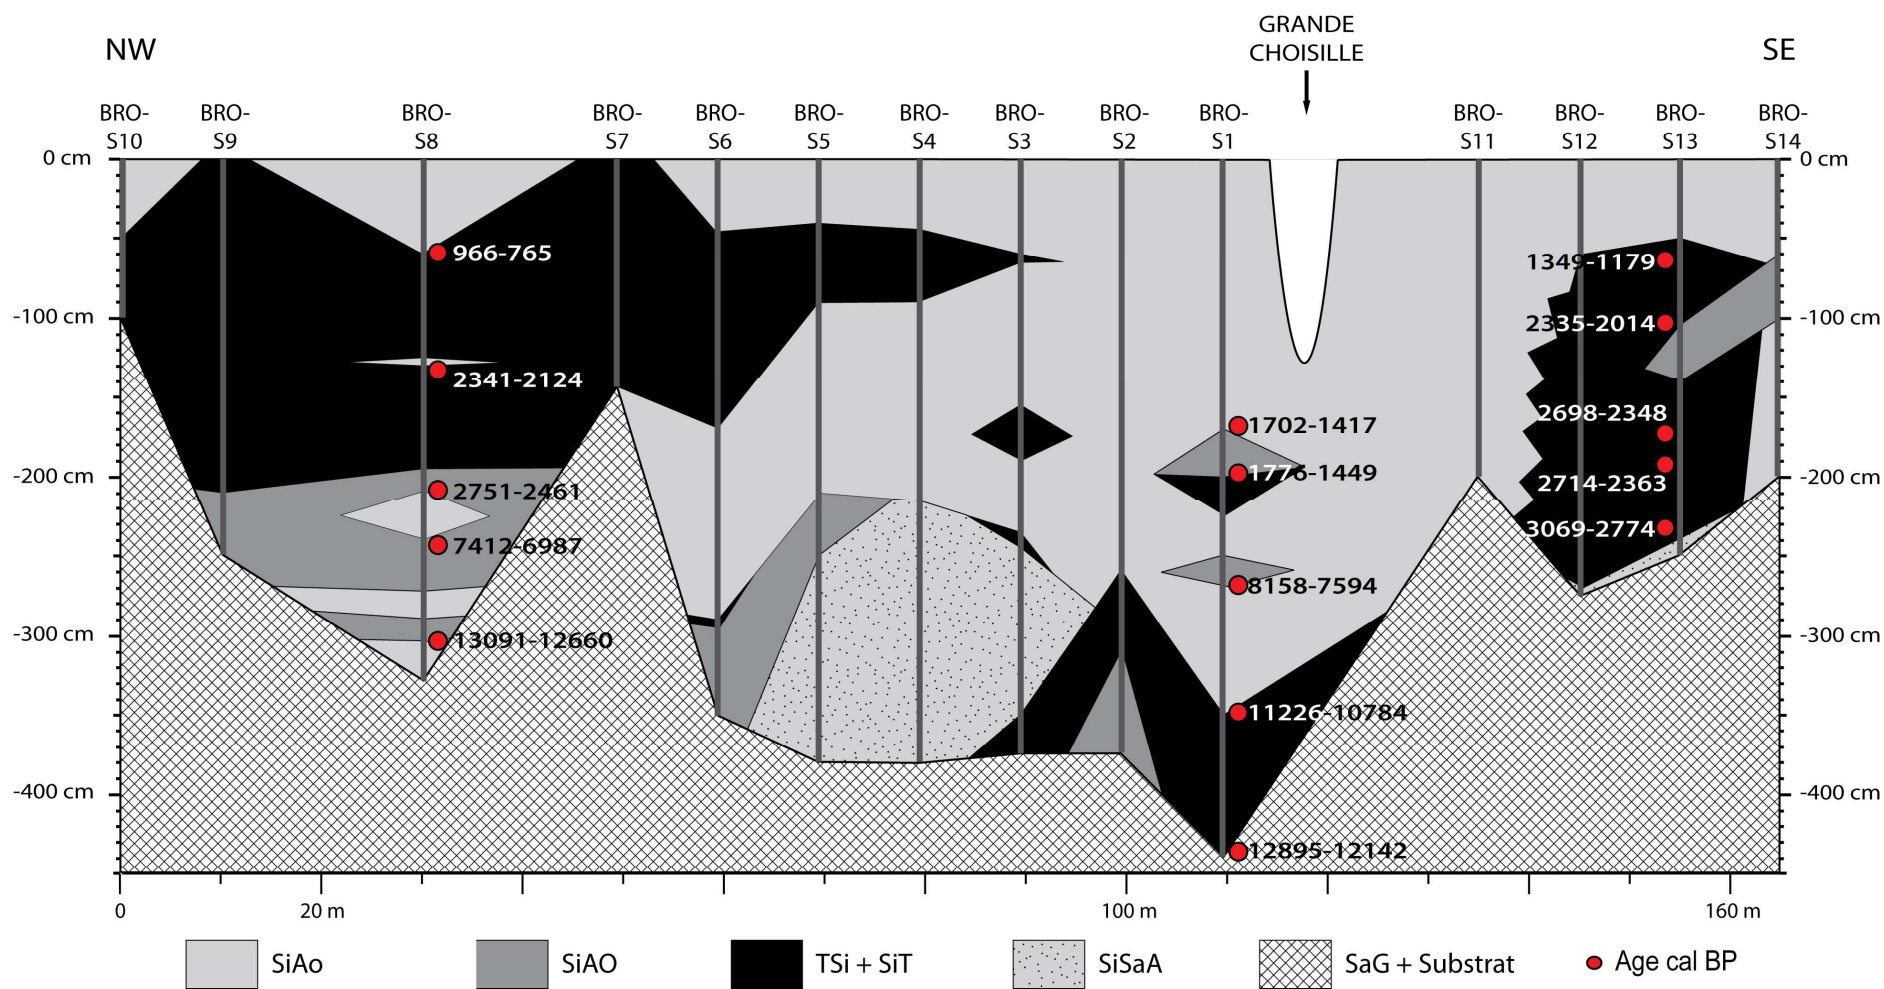 GRANDE
CHOISILLE
NW
SE
BRO-
S10
BRO-
S9
BRO-
S8
BRO-
S7
BRO-
S6
BRO-
S5
BRO-
S4
BRO-
S3
BRO-
S2
BRO-
S1
BRO-
S11
BRO-
S12
BRO-
S13
BRO-
S14
0 cm
0 cm
966-765
1349-1179
-100 cm
2335-2014
-100 cm
2341-2124
2698-2348
1702-1417
-200 cm
1776-1449
-200 cm
2751-2461
2714-2363
3069-2774
7412-6987
8158-7594
-300 cm
13091-12660
-300 cm
11226-10784
-400 cm
-400 cm
12895-12142
0
20 m
100 m
160 m
SiAo
SiAO
TSi + SiT
SiSaA
SaG + Substrat
Age cal BP